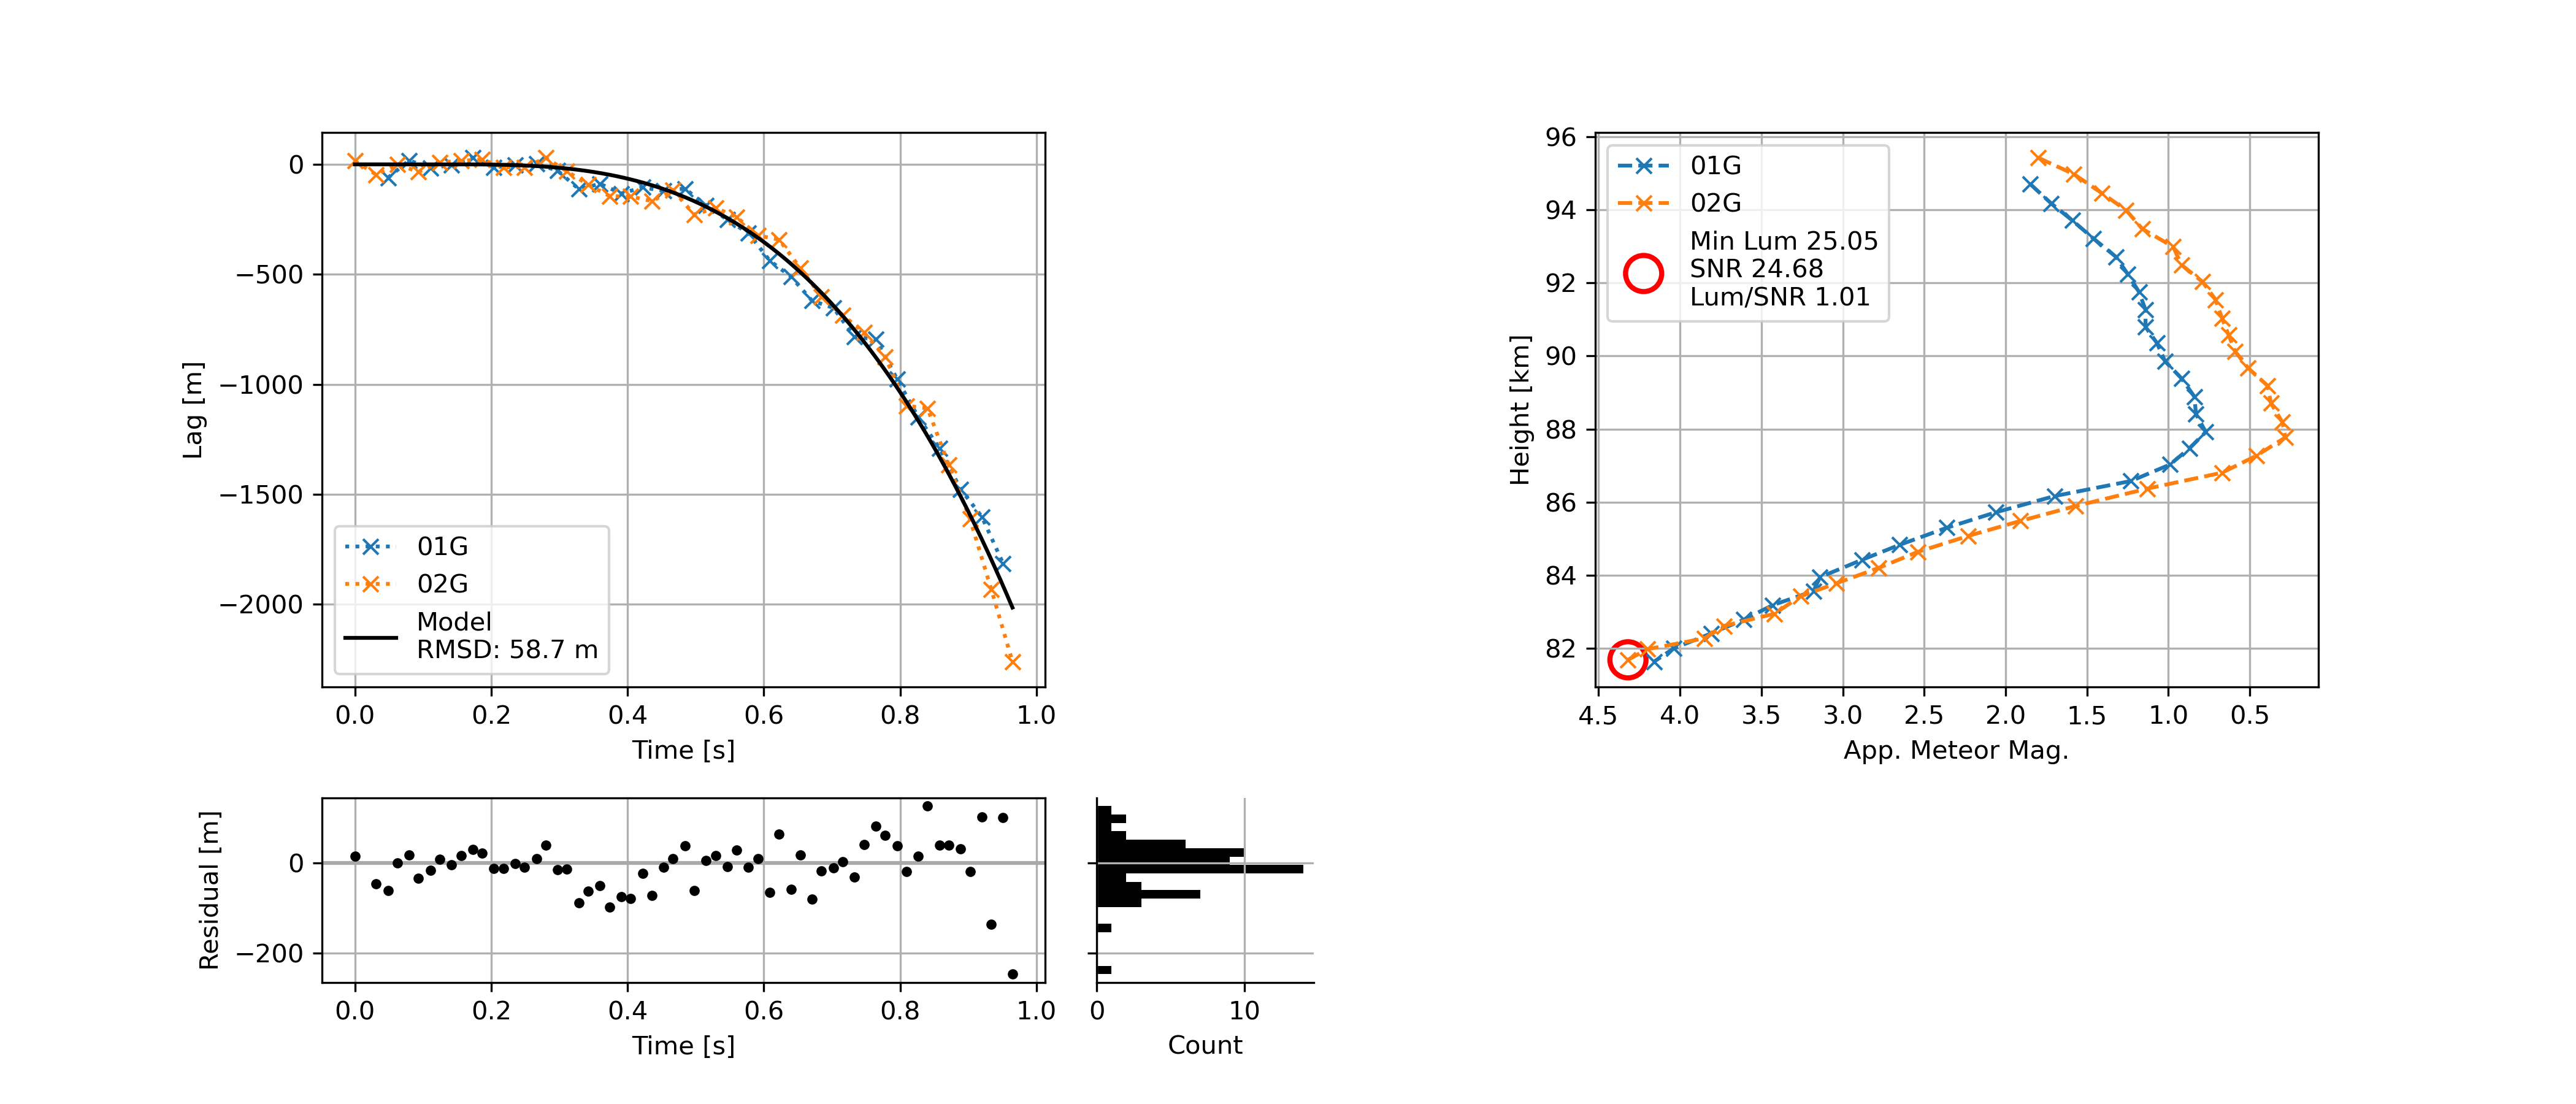 0
−500
−1000
−1500
−2000
Lag [m]
01G
02G
Model
RMSD: 58.7 m
0.0 0.2 0.4 0.6 0.8 1.0
Time [s]
96
94
92
90
88
86
84
82
Height [km]
01G
02G
Min Lum 25.05
SNR 24.68
Lum/SNR 1.01
4.5 4.0 3.5 3.0 2.5 2.0 1.5 1.0 0.5
App. Meteor Mag.
0
−200
Residual [m]
0.0 0.2 0.4 0.6 0.8 1.0
Time [s]
0 10
Count